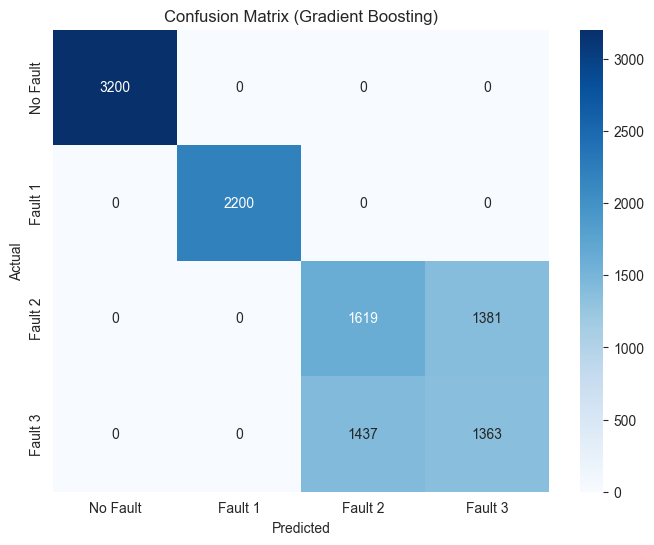 Confusion Matrix (Gradient Boosting)
No Fault 3200 0 0 0
Fault 1 0 2200 0 0
Fault 2 0 0 1619 1381
Fault 3 0 0 1437 1363
Actual
No Fault Fault 1 Fault 2 Fault 3
Predicted
3000
2500
2000
1500
1000
500
0